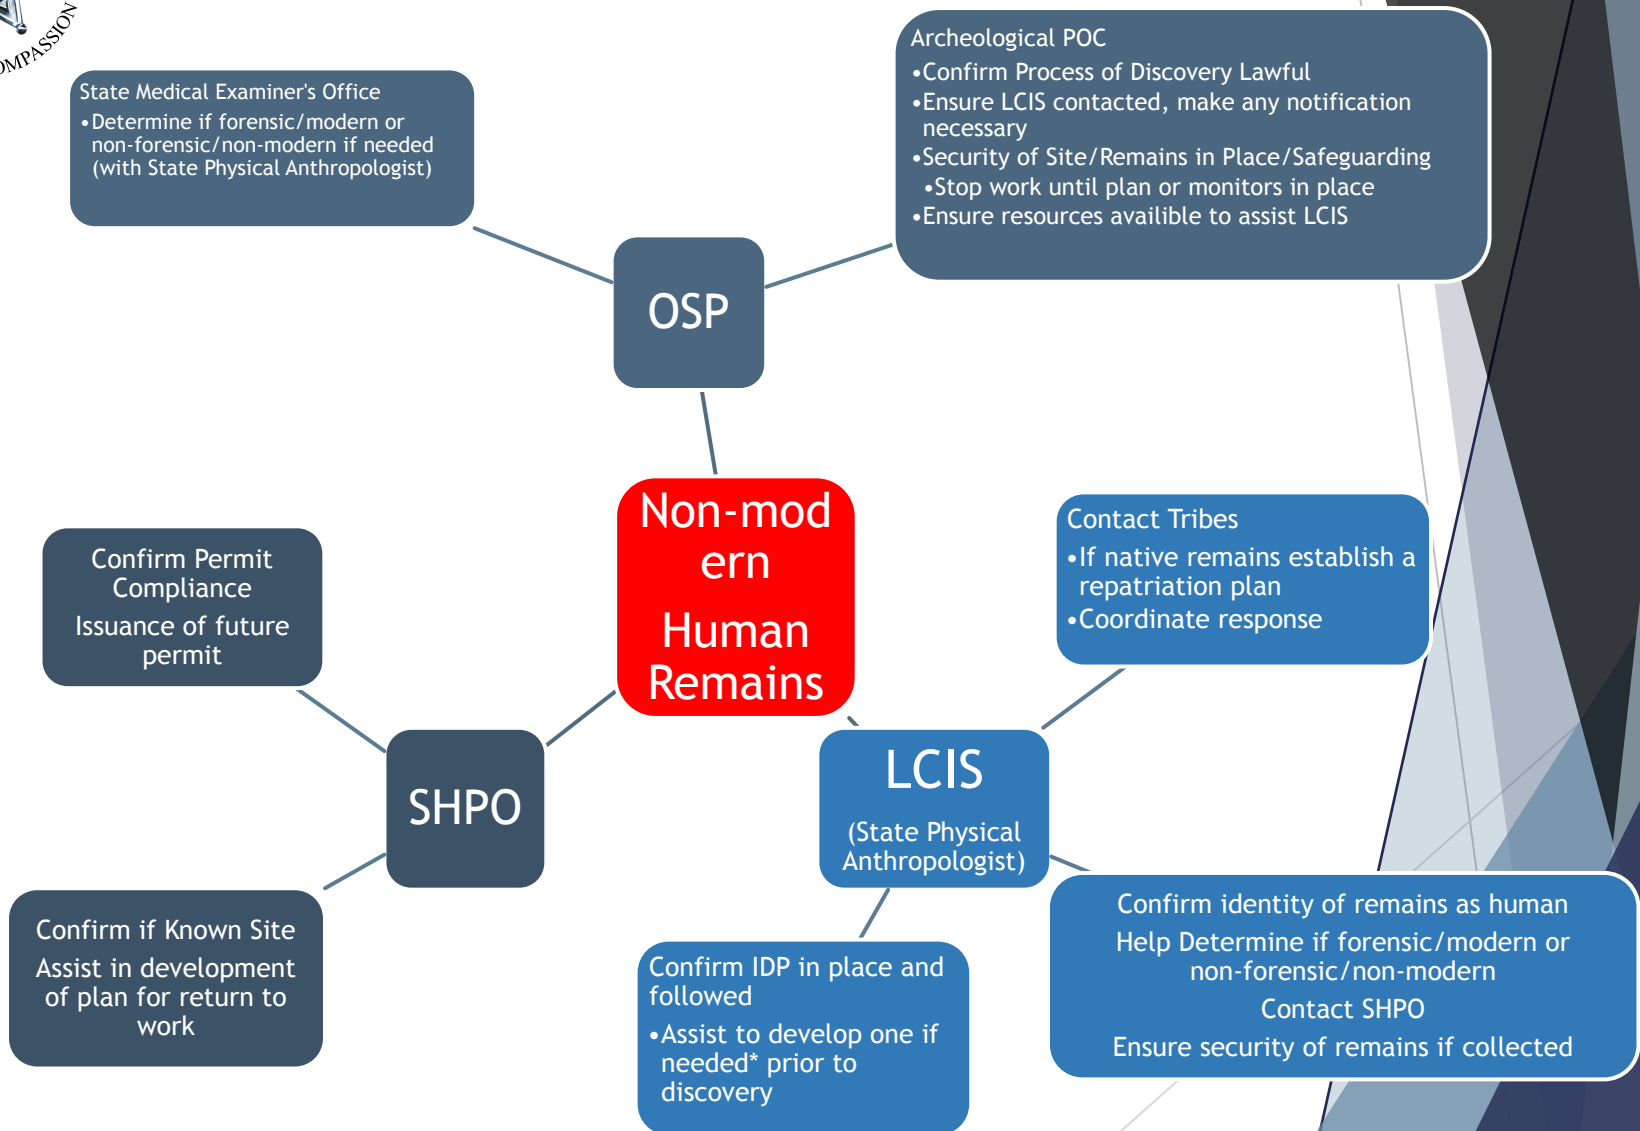 COMPASSION
State Medical Examiner's Office
•Determine if forensic/modern or
non-forensic/non-modern if needed
(with State Physical Anthropologist)
Archeological POC
•Confirm Process of Discovery Lawful
•Ensure LCIS contacted, make any notification
necessary
•Security of Site/Remains in Place/Safeguarding
•Stop work until plan or monitors in place
•Ensure resources availible to assist LCIS
OSP
Non-mod
ern
Human
Remains
Contact Tribes
•If native remains establish a
repatriation plan
•Coordinate response
Confirm Permit
Compliance
Issuance of future
permit
SHPO
LCIS
(State Physical
Anthropologist)
Confirm if Known Site
Assist in development
of plan for return to
work
Confirm IDP in place and
followed
•Assist to develop one if
needed* prior to
discovery
Confirm identity of remains as human
Help Determine if forensic/modern or
non-forensic/non-modern
Contact SHPO
Ensure security of remains if collected